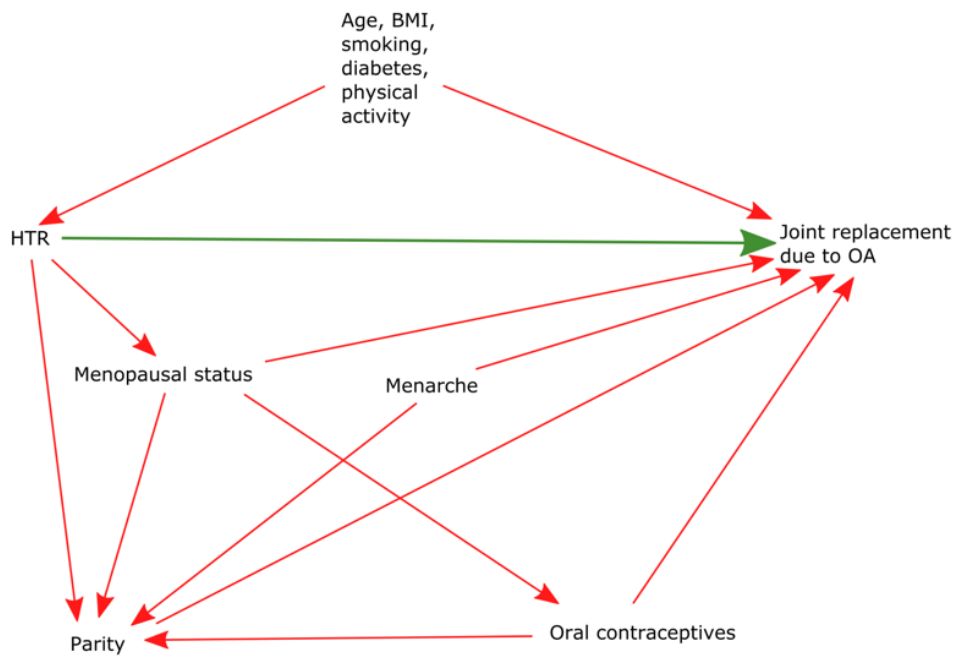 Age, BMI,
smoking,
diabetes,
physical
activity
HTR
Joint replacement
due to OA
Menopausal status
Menarche
Parity
Oral contraceptives